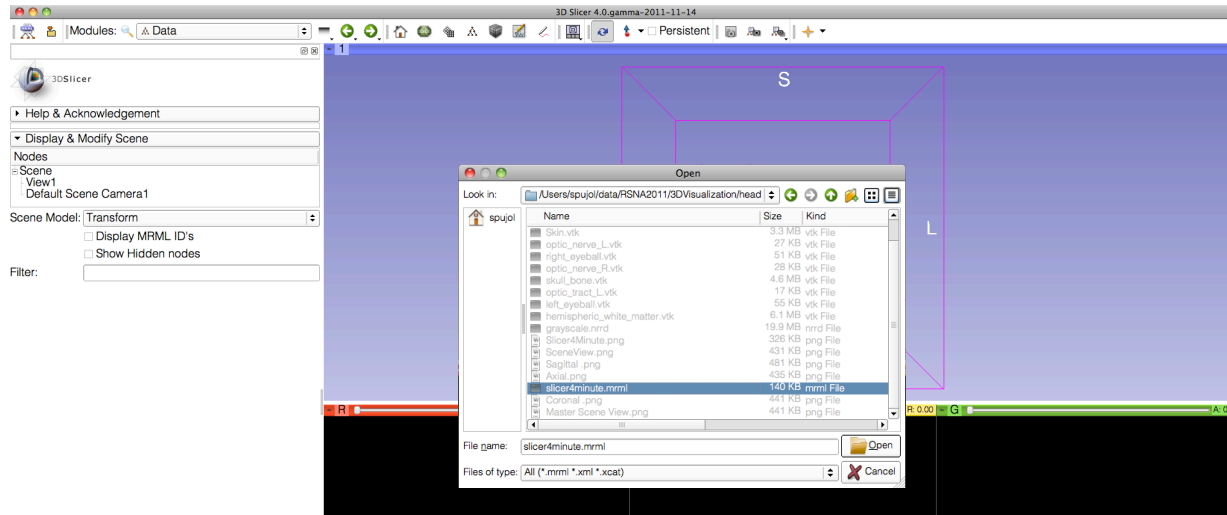 3D Slicer 4.0.gamma-2011-11-14
Modules: Data Persistent
1
3DSlicer
Help & Acknowledgement
Display & Modify Scene
Nodes
Scene
View1
Default Scene Camera1
Scene Model: Transform
Display MRML ID's
Show Hidden nodes
Filter:
S
L
Open
Look in: /Users/spujol/data/RSNA2011/3DVisualization/head
spujol
Name Size Kind
Skin.vtk 3.3 MB vtk File
optic_nerve_L.vtk 27 KB vtk File
right_eyeball.vtk 51 KB vtk File
optic_nerve_R.vtk 28 KB vtk File
skull_bone.vtk 4.6 MB vtk File
optic_tract_L.vtk 17 KB vtk File
left_eyeball.vtk 55 KB vtk File
hemispheric_white_matter.vtk 6.1 MB vtk File
grayscale.nrrd 19.9 MB nrrd File
Slicer4Minute.png 326 KB png File
SceneView.png 431 KB png File
Sagittal .png 481 KB png File
Axial.png 435 KB png File
slicer4minute.mrml 140 KB mrml File
Coronal .png 441 KB png File
Master Scene View.png 441 KB png File
R R: 0.00 G A: 0
File name: slicer4minute.mrml Open
Files of type: All (*.mrml *.xml *.xcat) Cancel